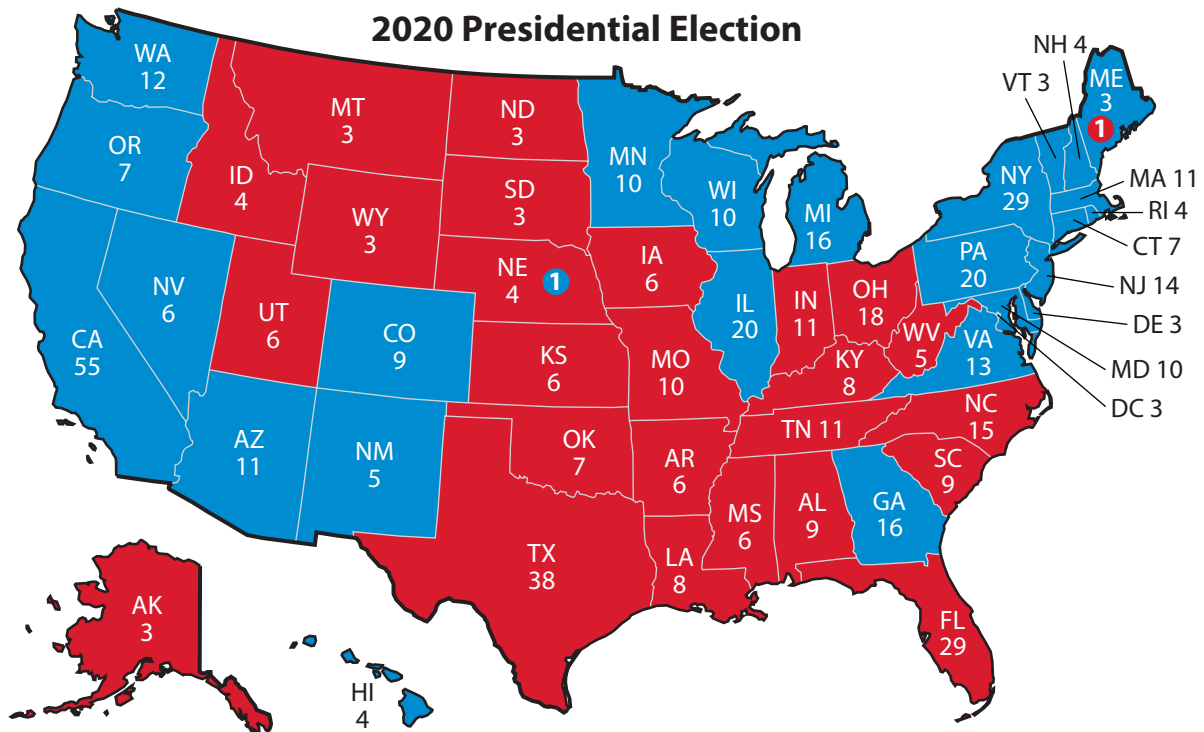 2020 Presidential Election
WA
12
OR
7
CA
55
NV
6
ID
4
MT
3
WY
3
UT
6
CO
9
AZ
11
NM
5
ND
3
SD
3
NE
4
1
KS
6
OK
7
TX
38
MN
10
IA
6
MO
10
AR
6
LA
8
WI
10
IL
20
MI
16
IN
11
OH
18
KY
8
TN 11
MS
6
AL
9
GA
16
FL
29
SC
9
NC
15
VA
13
WV
5
PA
20
NY
29
VT 3
NH 4
ME
3
1
MA 11
RI 4
CT 7
NJ 14
DE 3
MD 10
DC 3
AK
3
HI
4